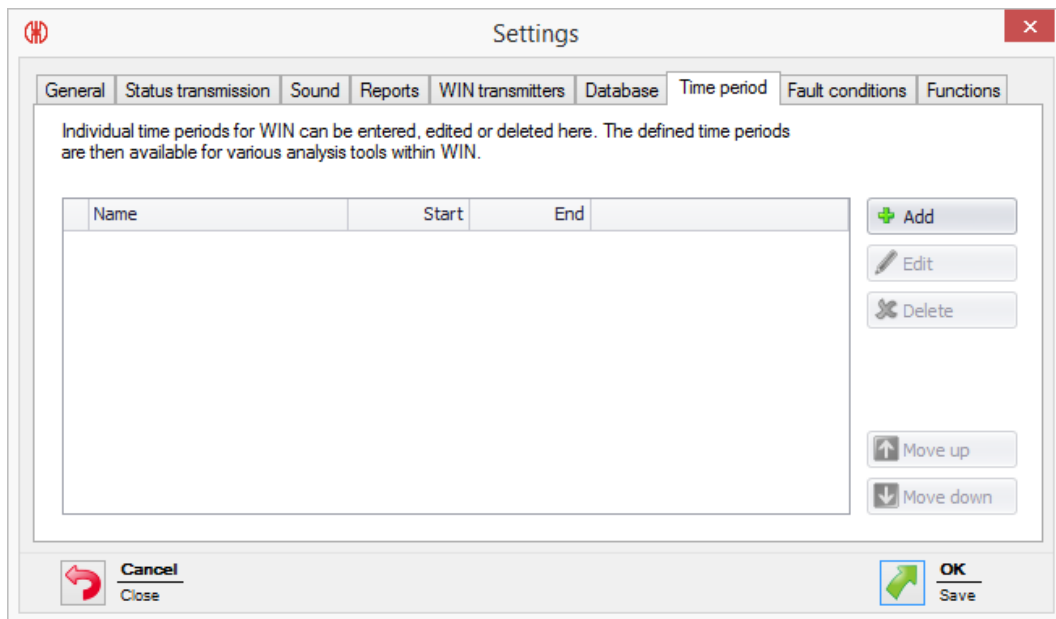 Settings
General Status transmission Sound Reports WIN transmitters Database Time period Fault conditions Functions
Individual time periods for WIN can be entered, edited or deleted here. The defined time periods
are then available for various analysis tools within WIN.
Name Start End
Add
Edit
Delete
Move up
Move down
Cancel
Close
OK
Save